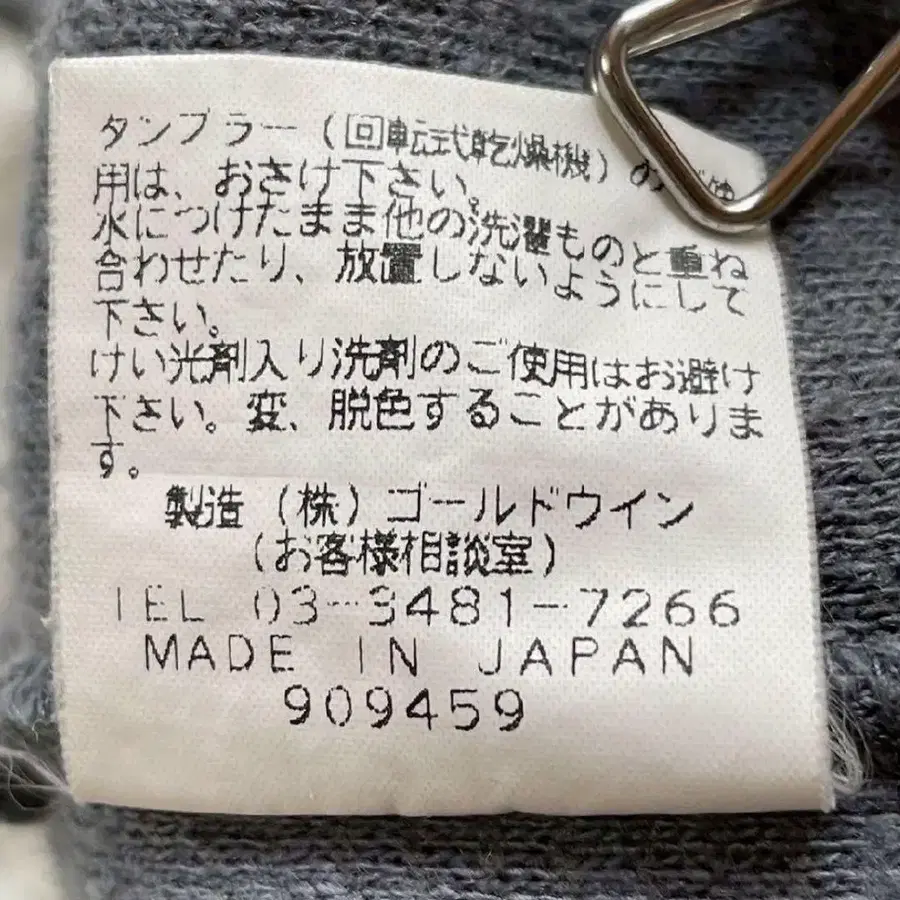 タンブラー(回転式乾燥機)の
用は、おさけ下さい。
水につけたまま他の洗濯ものと重ね
合わせたり、放置しないようにして
下さい。
けい光剤入り洗剤のご使用はお避け
下さい。変、脱色することがありま
す。
製造(株)ゴールドウイン
(お客様相談室)
TEL 03-3481-7266
MADE IN JAPAN
909459